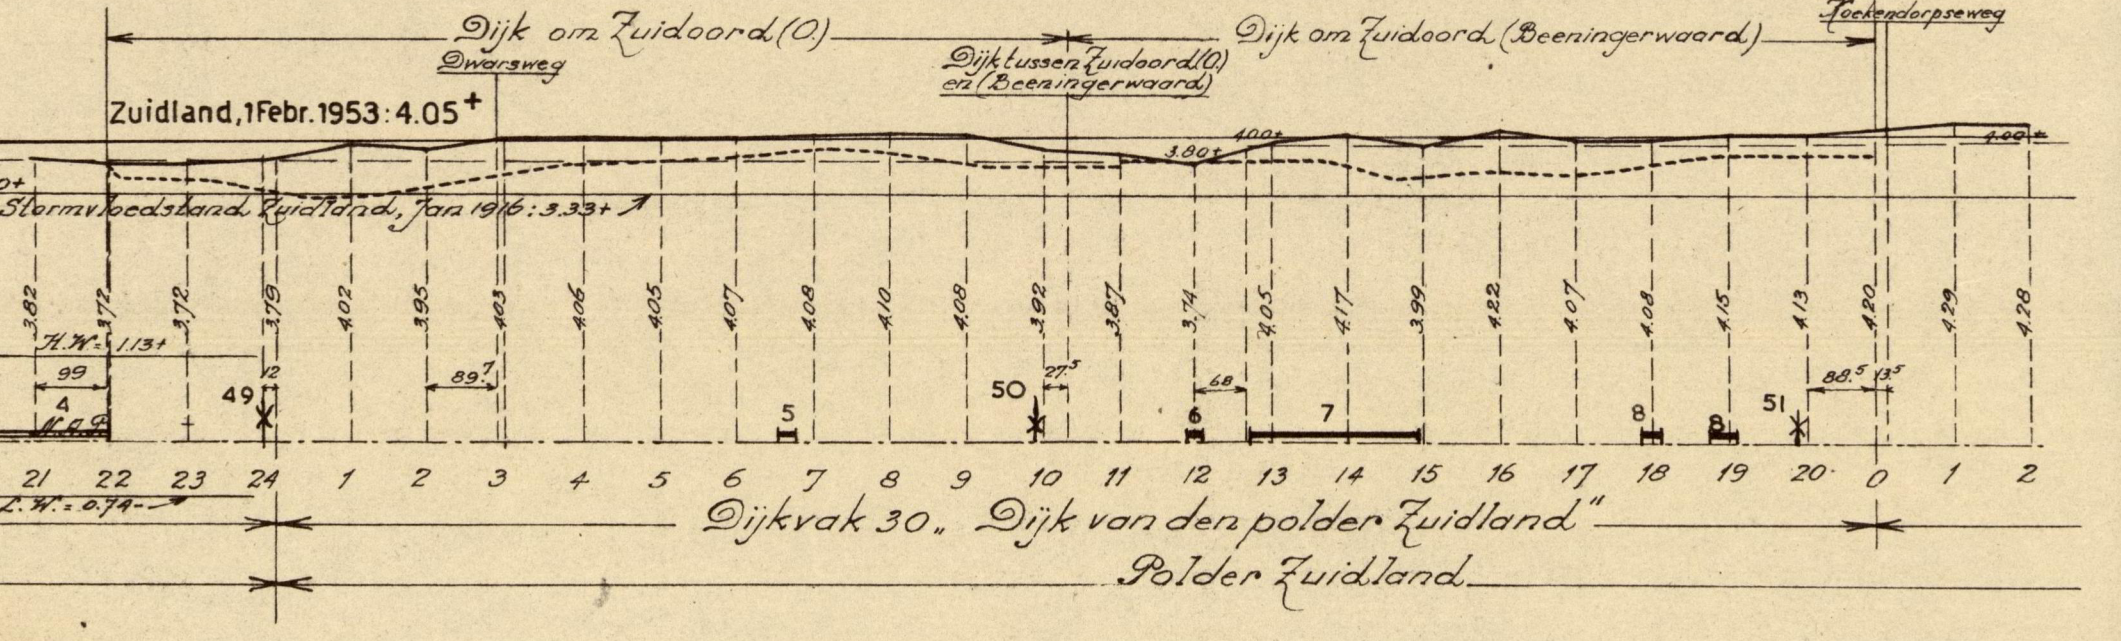 Dijk om Zuidoord (O.)
Dijk om Zuidoord (Beeningerwaard)
Hoekendorpseweg
Dwarsweg
Dijk tussen Zuidoord (O.)
en (Beeningerwaard)
Zuidland, 1 Febr. 1953: 4.05+
4.00+
3.80+
4.00+
0+
Stormvloedstand Zuidland, Jan 1916: 3.33+
3.82 3.72 3.72 3.79 4.02 3.95 4.03 4.06 4.05 4.07 4.08 4.10 4.08 3.92 3.87 3.74 4.05 4.17 3.99 4.22 4.07 4.08 4.15 4.13 4.20 4.29 4.28
H.W. = 1.13+
99 12 89.7 27.5 68 88.5 13.5
4 49 5 50 6 7 8 8 51
N.A.P.
21 22 23 24 1 2 3 4 5 6 7 8 9 10 11 12 13 14 15 16 17 18 19 20 0 1 2
L.W. = 0.74-
Dijkvak 30 „Dijk van den polder Zuidland"
Polder Zuidland